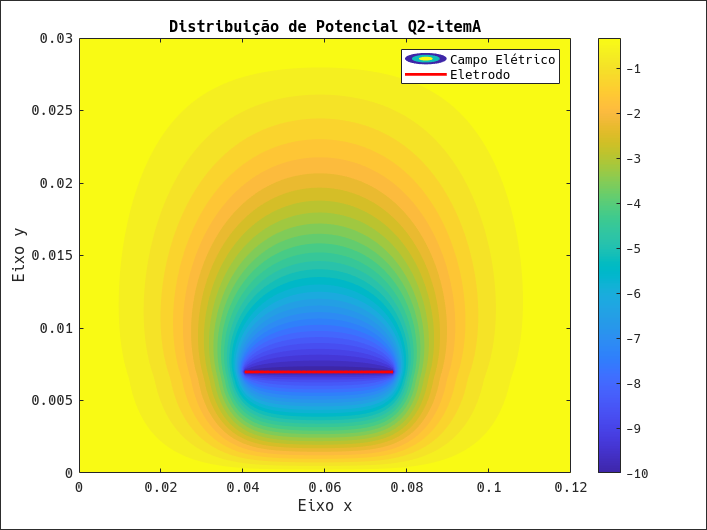 Distribuição de Potencial Q2-itemA
Campo Elétrico
Eletrodo
0.03
0.025
0.02
0.015
0.01
0.005
0
Eixo y
0 0.02 0.04 0.06 0.08 0.1 0.12
Eixo x
-1
-2
-3
-4
-5
-6
-7
-8
-9
-10